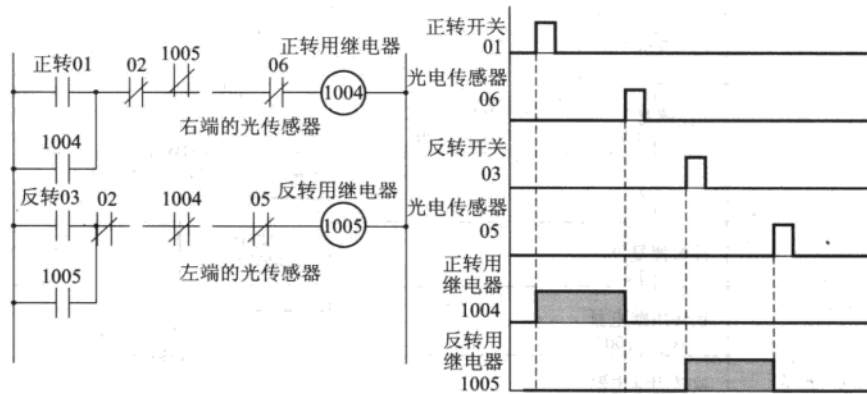 正转用继电器
正转01
02
1005
06
1004
右端的光传感器
1004
反转用继电器
反转03
02
1004
05
1005
左端的光传感器
1005
正转开关
01
光电传感器
06
反转开关
03
光电传感器
05
正转用
继电器
1004
反转用
继电器
1005